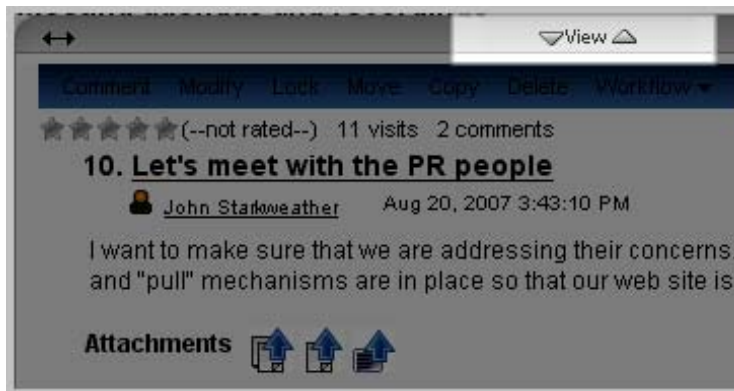 View
Comment Modify Lock Move Copy Delete Workflow
(--not rated--) 11 visits 2 comments
10. Let's meet with the PR people
John Starkweather Aug 20, 2007 3:43:10 PM
I want to make sure that we are addressing their concerns
and "pull" mechanisms are in place so that our web site is
Attachments